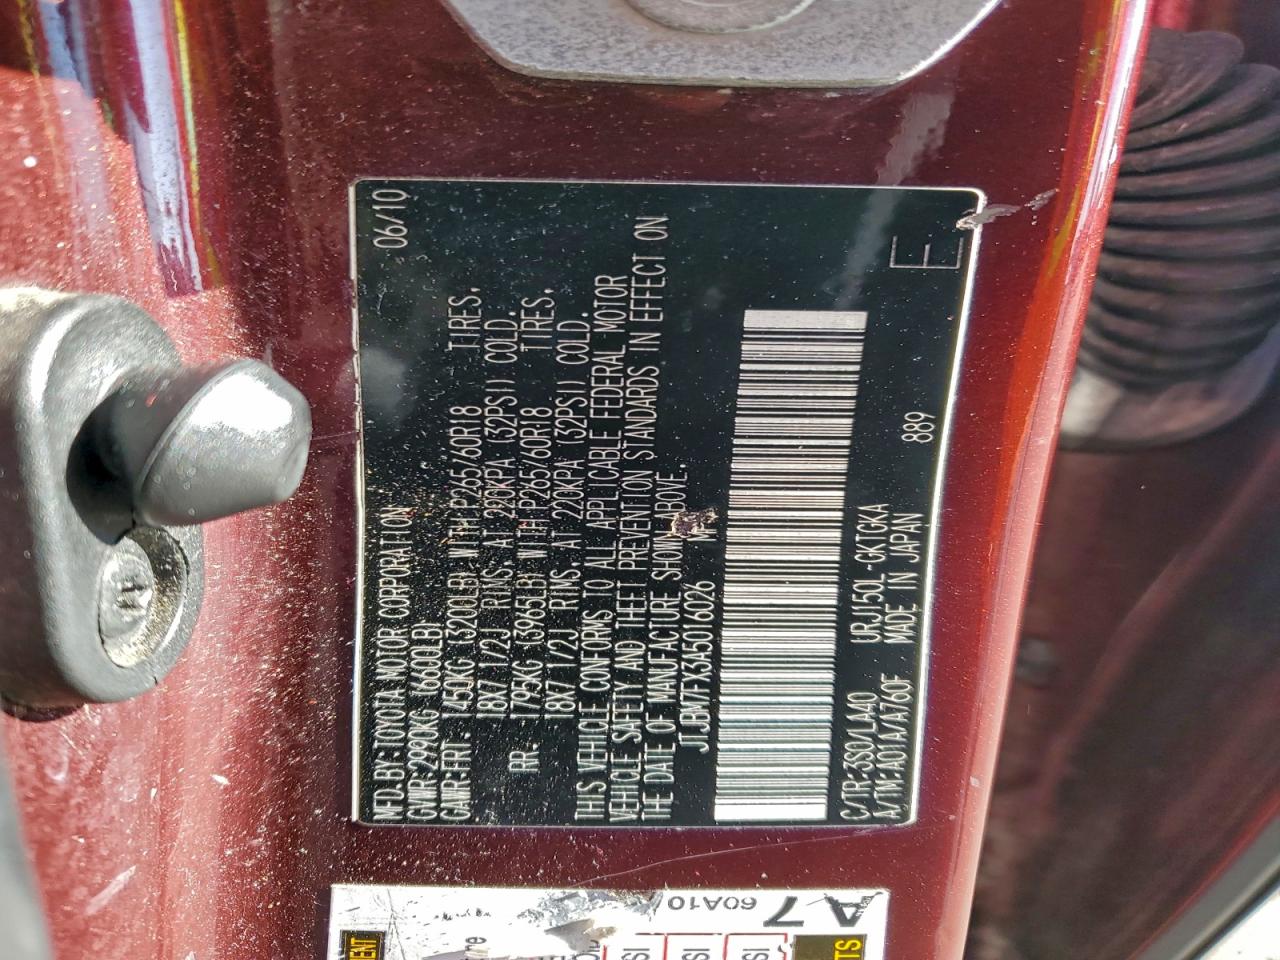 MFD.BY:TOYOTA MOTOR CORPORATION 06/10
GVWR:2990KG (6600LB)
GAWR:FRT. 1450KG (3200LB) WITH P265/60R18 TIRES,
18X7 1/2J RIMS, AT 220KPA (32PSI) COLD.
RR. 1795KG (3965LB) WITH P265/60R18 TIRES,
18X7 1/2J RIMS, AT 220KPA (32PSI) COLD.
THIS VEHICLE CONFORMS TO ALL APPLICABLE FEDERAL MOTOR
VEHICLE SAFETY AND THEFT PREVENTION STANDARDS IN EFFECT ON
THE DATE OF MANUFACTURE SHOWN ABOVE.
JTJBM7FX3A5016026
E
C/TR:3S0/LA40 URJ150L-GKTGKA 889
A/TM:A01A/A760F MADE IN JAPAN
A7
60A10